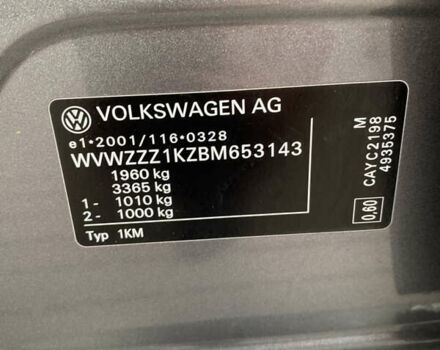 VOLKSWAGEN AG
e1*2001/116*0328
WVWZZZ1KZBM653143
1960 kg
3365 kg
1- 1010 kg
2- 1000 kg
Typ 1KM
M
CAYC2198
4935375
0,60